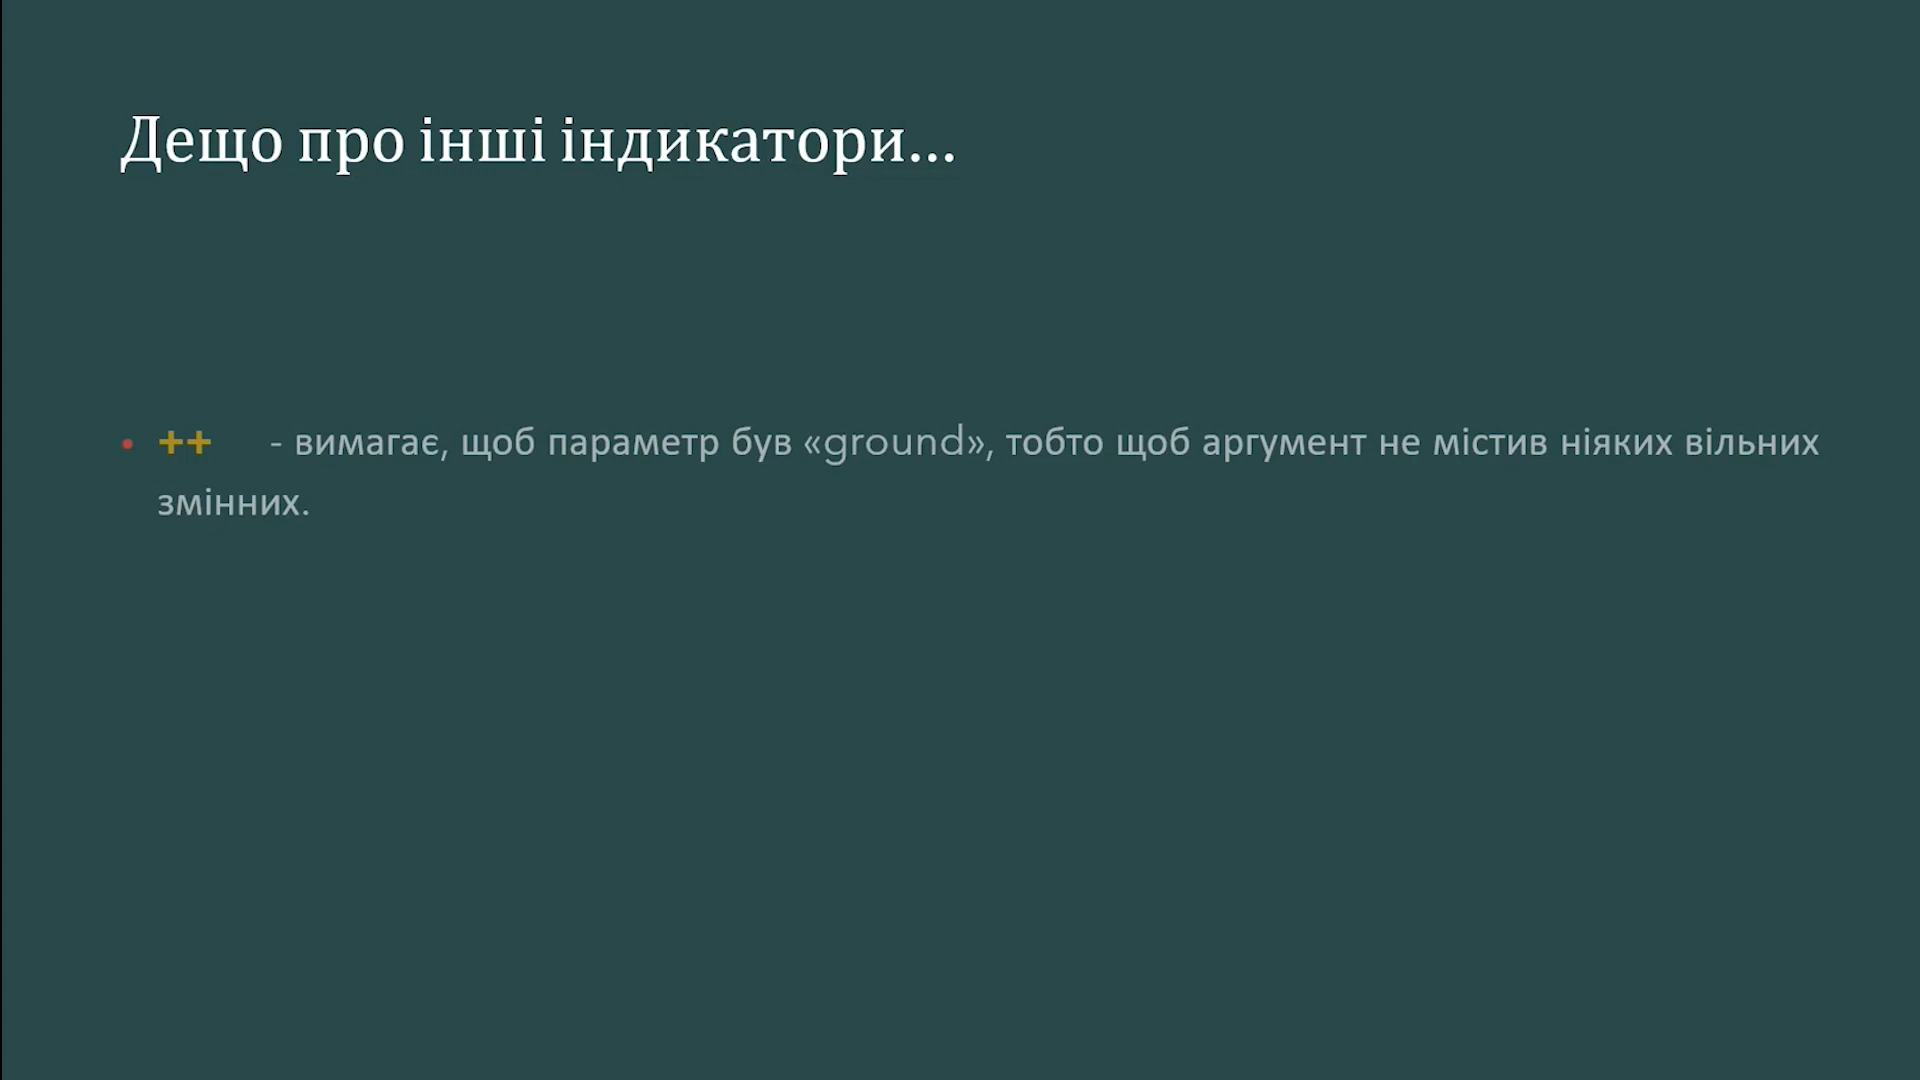 Дещо про інші індикатори...
• ++ - вимагає, щоб параметр був «ground», тобто щоб аргумент не містив ніяких вільних
змінних.